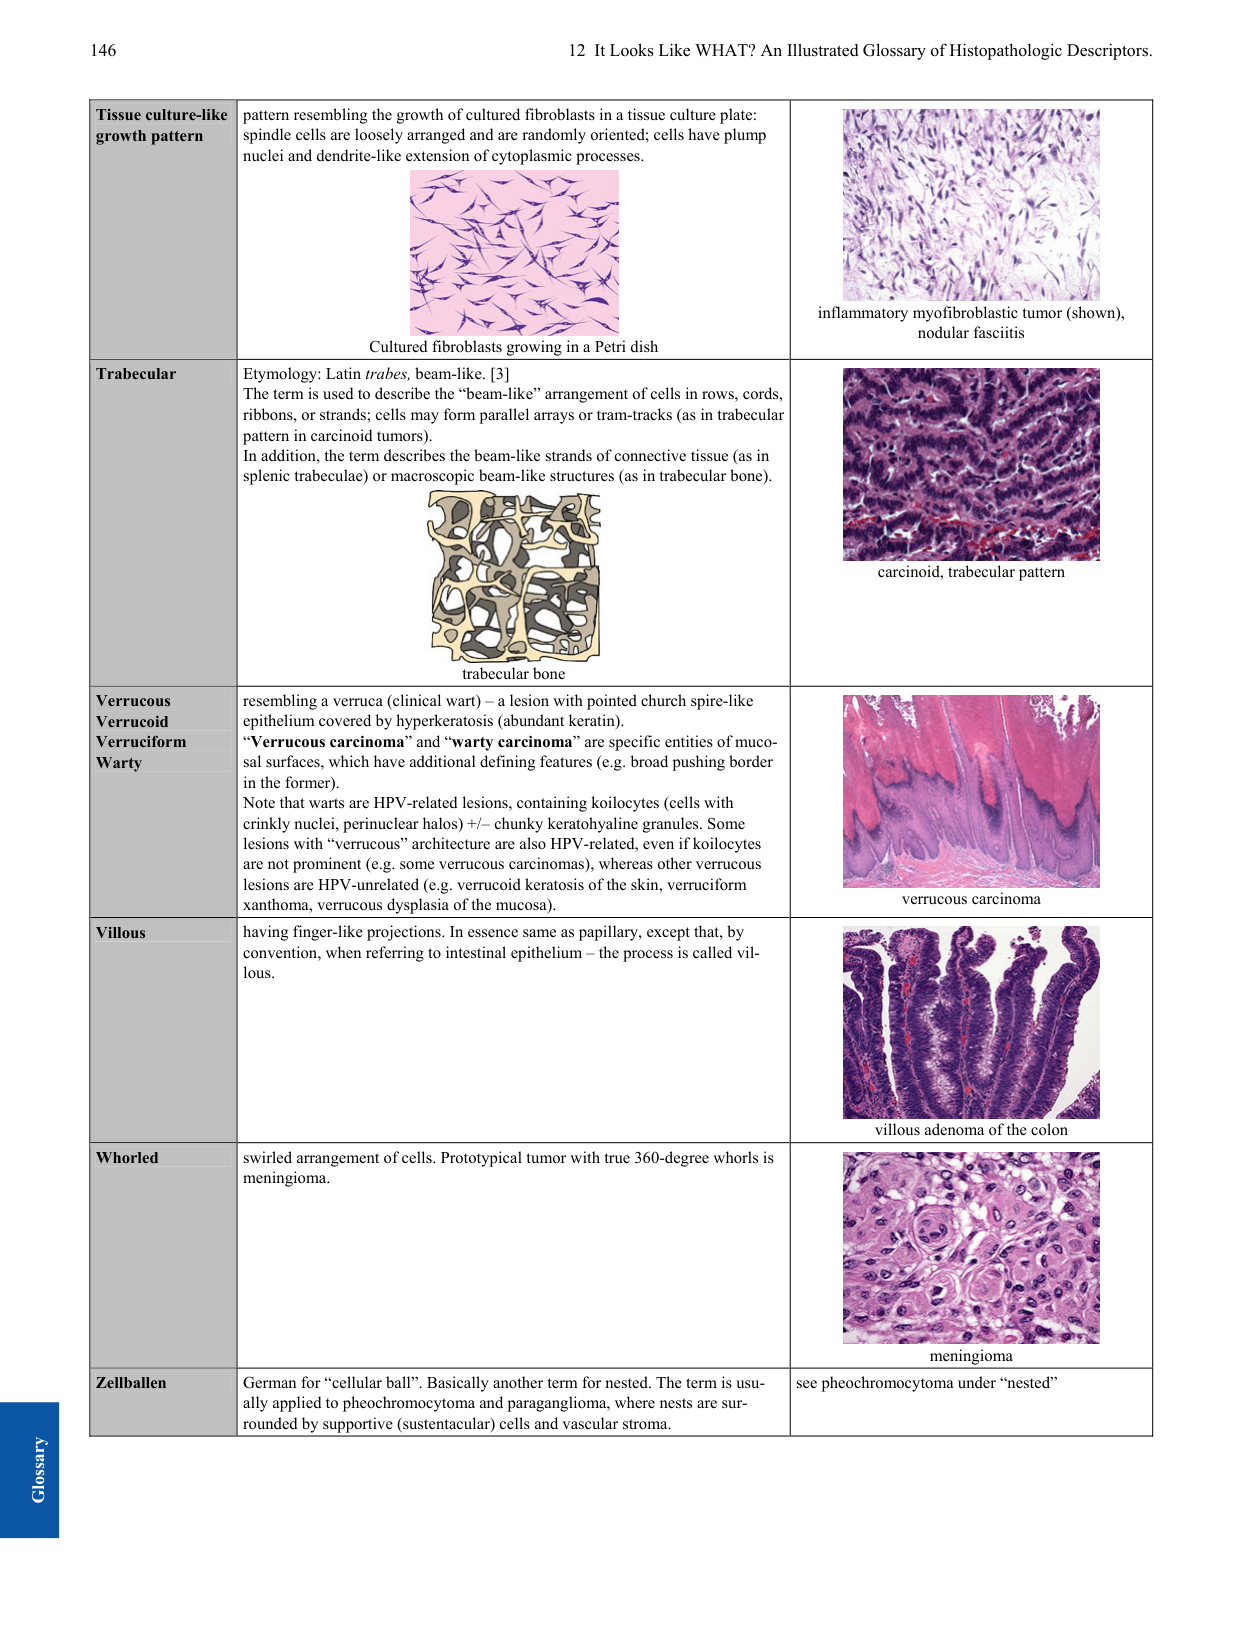 146
12 It Looks Like WHAT? An Illustrated Glossary of Histopathologic Descriptors.
Tissue culture-like
growth pattern
pattern resembling the growth of cultured fibroblasts in a tissue culture plate:
spindle cells are loosely arranged and are randomly oriented; cells have plump
nuclei and dendrite-like extension of cytoplasmic processes.
Cultured fibroblasts growing in a Petri dish
inflammatory myofibroblastic tumor (shown),
nodular fasciitis
Trabecular
Etymology: Latin trabes, beam-like. [3]
The term is used to describe the “beam-like” arrangement of cells in rows, cords,
ribbons, or strands; cells may form parallel arrays or tram-tracks (as in trabecular
pattern in carcinoid tumors).
In addition, the term describes the beam-like strands of connective tissue (as in
splenic trabeculae) or macroscopic beam-like structures (as in trabecular bone).
trabecular bone
carcinoid, trabecular pattern
Verrucous
Verrucoid
Verruciform
Warty
resembling a verruca (clinical wart) – a lesion with pointed church spire-like
epithelium covered by hyperkeratosis (abundant keratin).
“Verrucous carcinoma” and “warty carcinoma” are specific entities of muco-
sal surfaces, which have additional defining features (e.g. broad pushing border
in the former).
Note that warts are HPV-related lesions, containing koilocytes (cells with
crinkly nuclei, perinuclear halos) +/– chunky keratohyaline granules. Some
lesions with “verrucous” architecture are also HPV-related, even if koilocytes
are not prominent (e.g. some verrucous carcinomas), whereas other verrucous
lesions are HPV-unrelated (e.g. verrucoid keratosis of the skin, verruciform
xanthoma, verrucous dysplasia of the mucosa).
verrucous carcinoma
Villous
having finger-like projections. In essence same as papillary, except that, by
convention, when referring to intestinal epithelium – the process is called vil-
lous.
villous adenoma of the colon
Whorled
swirled arrangement of cells. Prototypical tumor with true 360-degree whorls is
meningioma.
meningioma
Zellballen
German for “cellular ball”. Basically another term for nested. The term is usu-
ally applied to pheochromocytoma and paraganglioma, where nests are sur-
rounded by supportive (sustentacular) cells and vascular stroma.
see pheochromocytoma under “nested”
Glossary